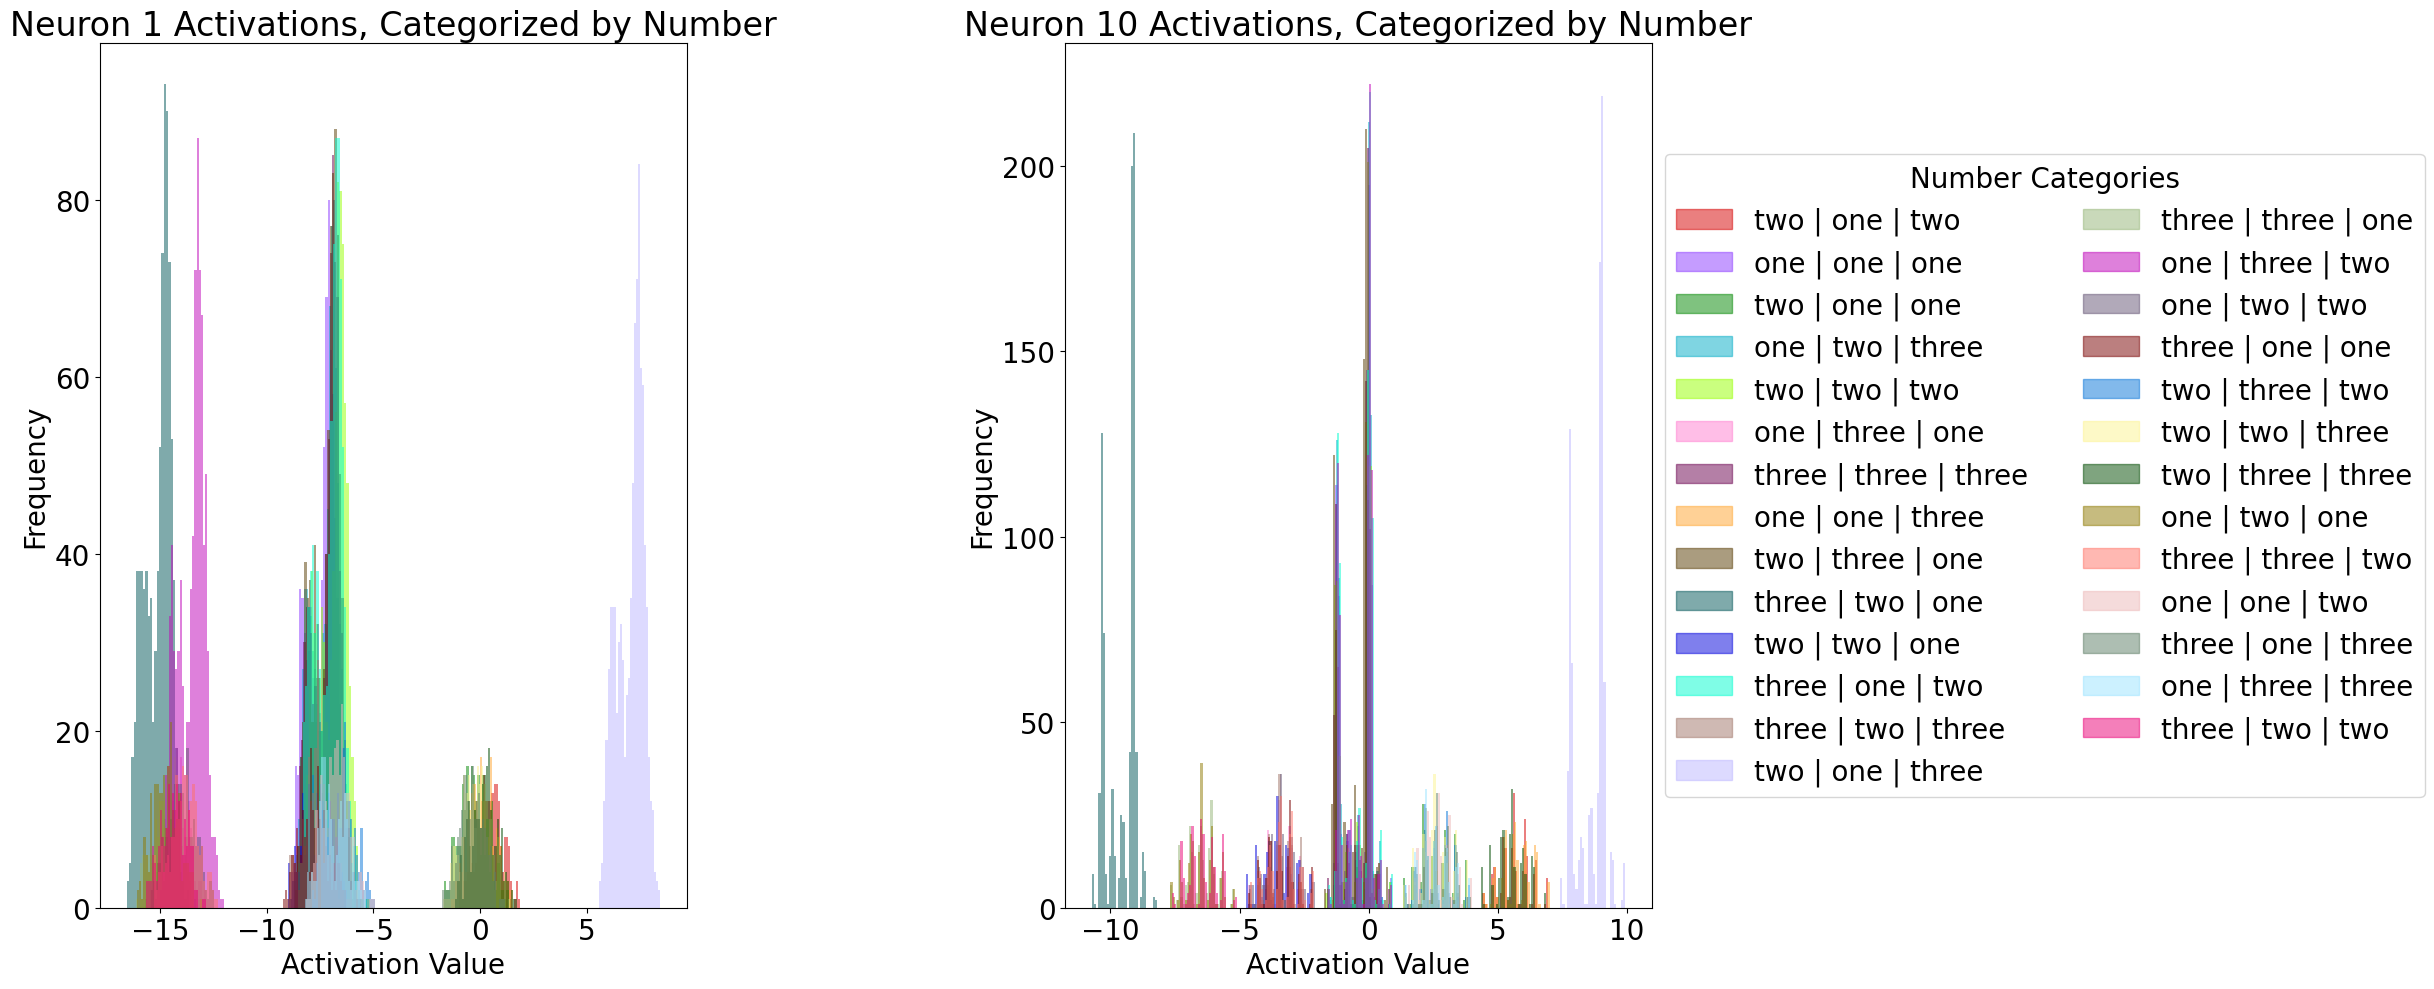 Neuron 1 Activations, Categorized by Number
Frequency
80
60
40
20
0
−15 −10 −5 0 5
Activation Value
Neuron 10 Activations, Categorized by Number
Frequency
200
150
100
50
0
−10 −5 0 5 10
Activation Value
Number Categories
two | one | two
one | one | one
two | one | one
one | two | three
two | two | two
one | three | one
three | three | three
one | one | three
two | three | one
three | two | one
two | two | one
three | one | two
three | two | three
two | one | three
three | three | one
one | three | two
one | two | two
three | one | one
two | three | two
two | two | three
two | three | three
one | two | one
three | three | two
one | one | two
three | one | three
one | three | three
three | two | two